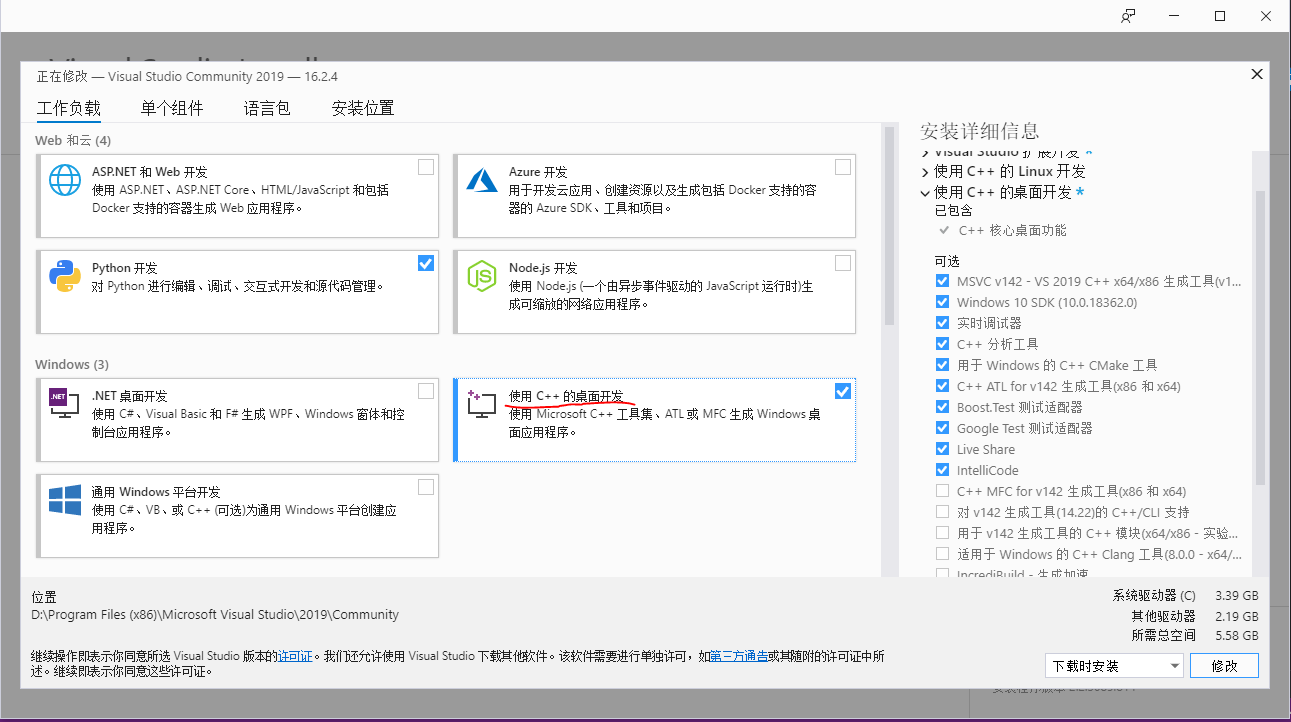 正在修改 — Visual Studio Community 2019 — 16.2.4
工作负载 单个组件 语言包 安装位置
Web 和云 (4)
ASP.NET 和 Web 开发
使用 ASP.NET、ASP.NET Core、HTML/JavaScript 和包括
Docker 支持的容器生成 Web 应用程序。
Azure 开发
用于开发云应用、创建资源以及生成包括 Docker 支持的容
器的 Azure SDK、工具和项目。
Python 开发
对 Python 进行编辑、调试、交互式开发和源代码管理。
Node.js 开发
使用 Node.js (一个由异步事件驱动的 JavaScript 运行时)生
成可缩放的网络应用程序。
Windows (3)
.NET 桌面开发
使用 C#、Visual Basic 和 F# 生成 WPF、Windows 窗体和控
制台应用程序。
使用 C++ 的桌面开发
使用 Microsoft C++ 工具集、ATL 或 MFC 生成 Windows 桌
面应用程序。
通用 Windows 平台开发
使用 C#、VB、或 C++ (可选)为通用 Windows 平台创建应
用程序。
安装详细信息
Visual Studio 扩展开发 *
使用 C++ 的 Linux 开发
使用 C++ 的桌面开发 *
已包含
C++ 核心桌面功能
可选
MSVC v142 - VS 2019 C++ x64/x86 生成工具(v1...
Windows 10 SDK (10.0.18362.0)
实时调试器
C++ 分析工具
用于 Windows 的 C++ CMake 工具
C++ ATL for v142 生成工具(x86 和 x64)
Boost.Test 测试适配器
Google Test 测试适配器
Live Share
IntelliCode
C++ MFC for v142 生成工具(x86 和 x64)
对 v142 生成工具(14.22)的 C++/CLI 支持
用于 v142 生成工具的 C++ 模块(x64/x86 - 实验...
适用于 Windows 的 C++ Clang 工具(8.0.0 - x64/...
IncrediBuild - 生成加速
位置
D:\Program Files (x86)\Microsoft Visual Studio\2019\Community
系统驱动器 (C) 3.39 GB
其他驱动器 2.19 GB
所需总空间 5.58 GB
继续操作即表示你同意所选 Visual Studio 版本的许可证。我们还允许使用 Visual Studio 下载其他软件。该软件需要进行单独许可，如第三方通告或其随附的许可证中所
述。继续即表示你同意这些许可证。
下载时安装 修改